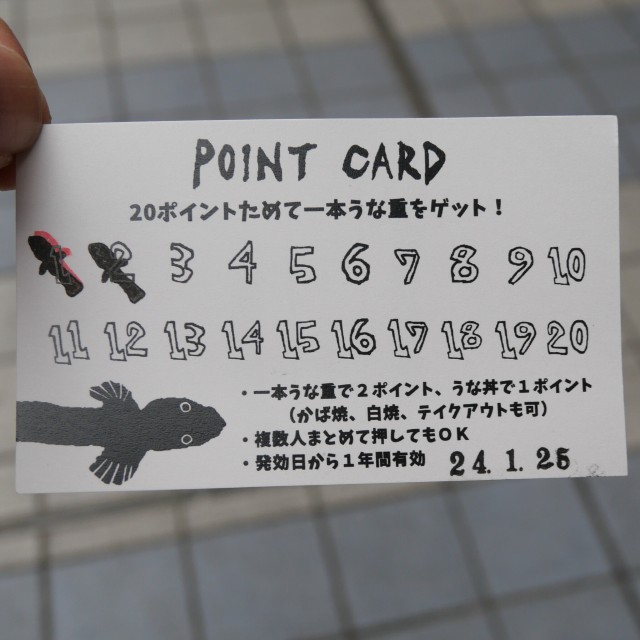 POINT CARD
20ポイントためて一本うな重をゲット！
1 2 3 4 5 6 7 8 9 10
11 12 13 14 15 16 17 18 19 20
・一本うな重で２ポイント、うな丼で１ポイント
（かば焼、白焼、テイクアウトも可）
・複数人まとめて押してもＯＫ
・発効日から１年間有効 24.1.25